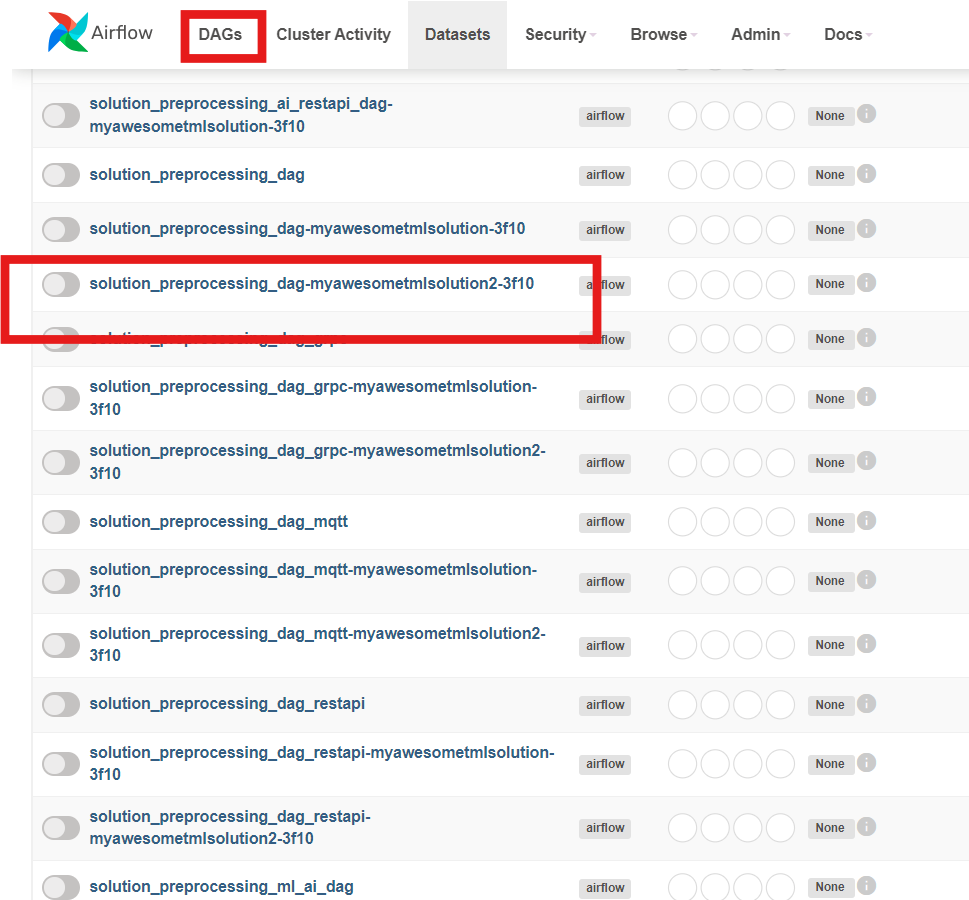 Airflow DAGs Cluster Activity Datasets Security Browse Admin Docs
solution_preprocessing_ai_restapi_dag-
myawesometmlsolution-3f10 airflow None
solution_preprocessing_dag airflow None
solution_preprocessing_dag-myawesometmlsolution-3f10 airflow None
solution_preprocessing_dag-myawesometmlsolution2-3f10 airflow None
solution_preprocessing_dag_grpc airflow None
solution_preprocessing_dag_grpc-myawesometmlsolution-
3f10 airflow None
solution_preprocessing_dag_grpc-myawesometmlsolution2-
3f10 airflow None
solution_preprocessing_dag_mqtt airflow None
solution_preprocessing_dag_mqtt-myawesometmlsolution-
3f10 airflow None
solution_preprocessing_dag_mqtt-myawesometmlsolution2-
3f10 airflow None
solution_preprocessing_dag_restapi airflow None
solution_preprocessing_dag_restapi-myawesometmlsolution-
3f10 airflow None
solution_preprocessing_dag_restapi-
myawesometmlsolution2-3f10 airflow None
solution_preprocessing_ml_ai_dag airflow None